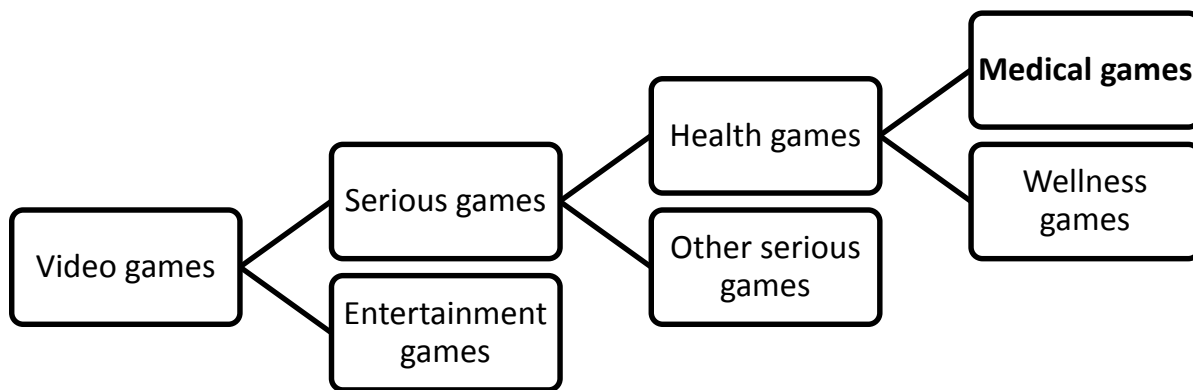 Video games
Serious games
Entertainment
games
Health games
Other serious
games
Medical games
Wellness
games